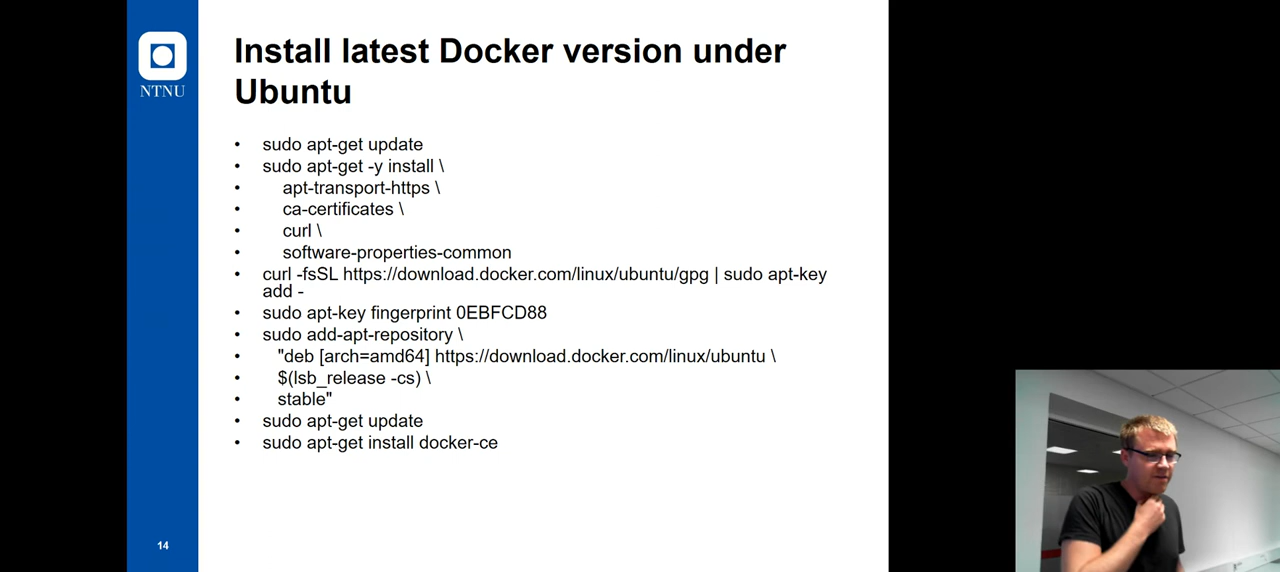 Install latest Docker version under
Ubuntu
NTNU
• sudo apt-get update
• sudo apt-get -y install \
• apt-transport-https \
• ca-certificates \
• curl \
• software-properties-common
• curl -fsSL https://download.docker.com/linux/ubuntu/gpg | sudo apt-key
add -
• sudo apt-key fingerprint 0EBFCD88
• sudo add-apt-repository \
• "deb [arch=amd64] https://download.docker.com/linux/ubuntu \
• $(lsb_release -cs) \
• stable"
• sudo apt-get update
• sudo apt-get install docker-ce
14